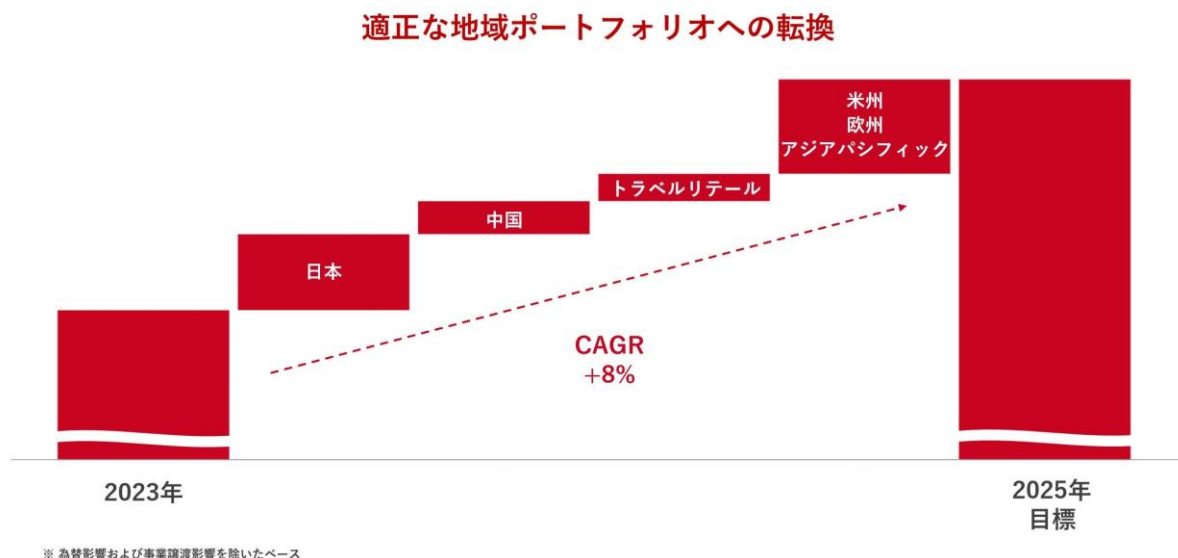 適正な地域ポートフォリオへの転換
米州
欧州
アジアパシフィック
トラベルリテール
中国
日本
CAGR
+8%
2023年
2025年
目標
※ 為替影響および事業譲渡影響を除いたベース